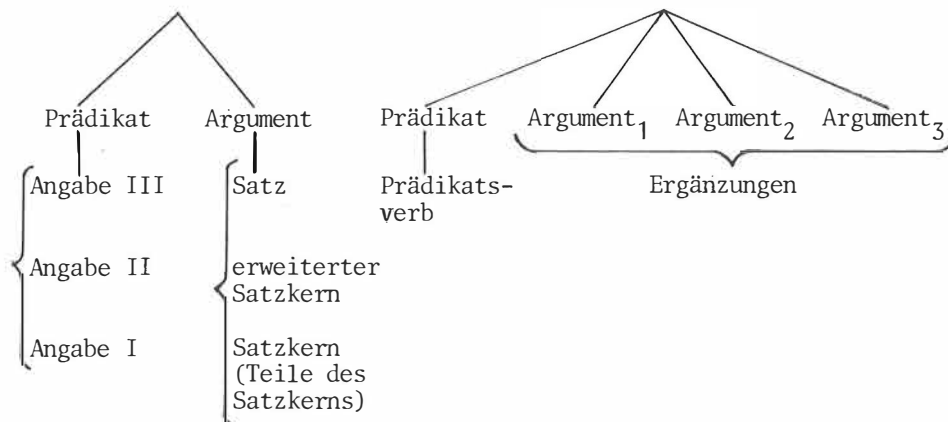 Prädikat Argument Prädikat Argument1 Argument2 Argument3
Angabe III Satz Prädikats-
verb Ergänzungen
Angabe II erweiterter
Satzkern
Angabe I Satzkern
(Teile des
Satzkerns)